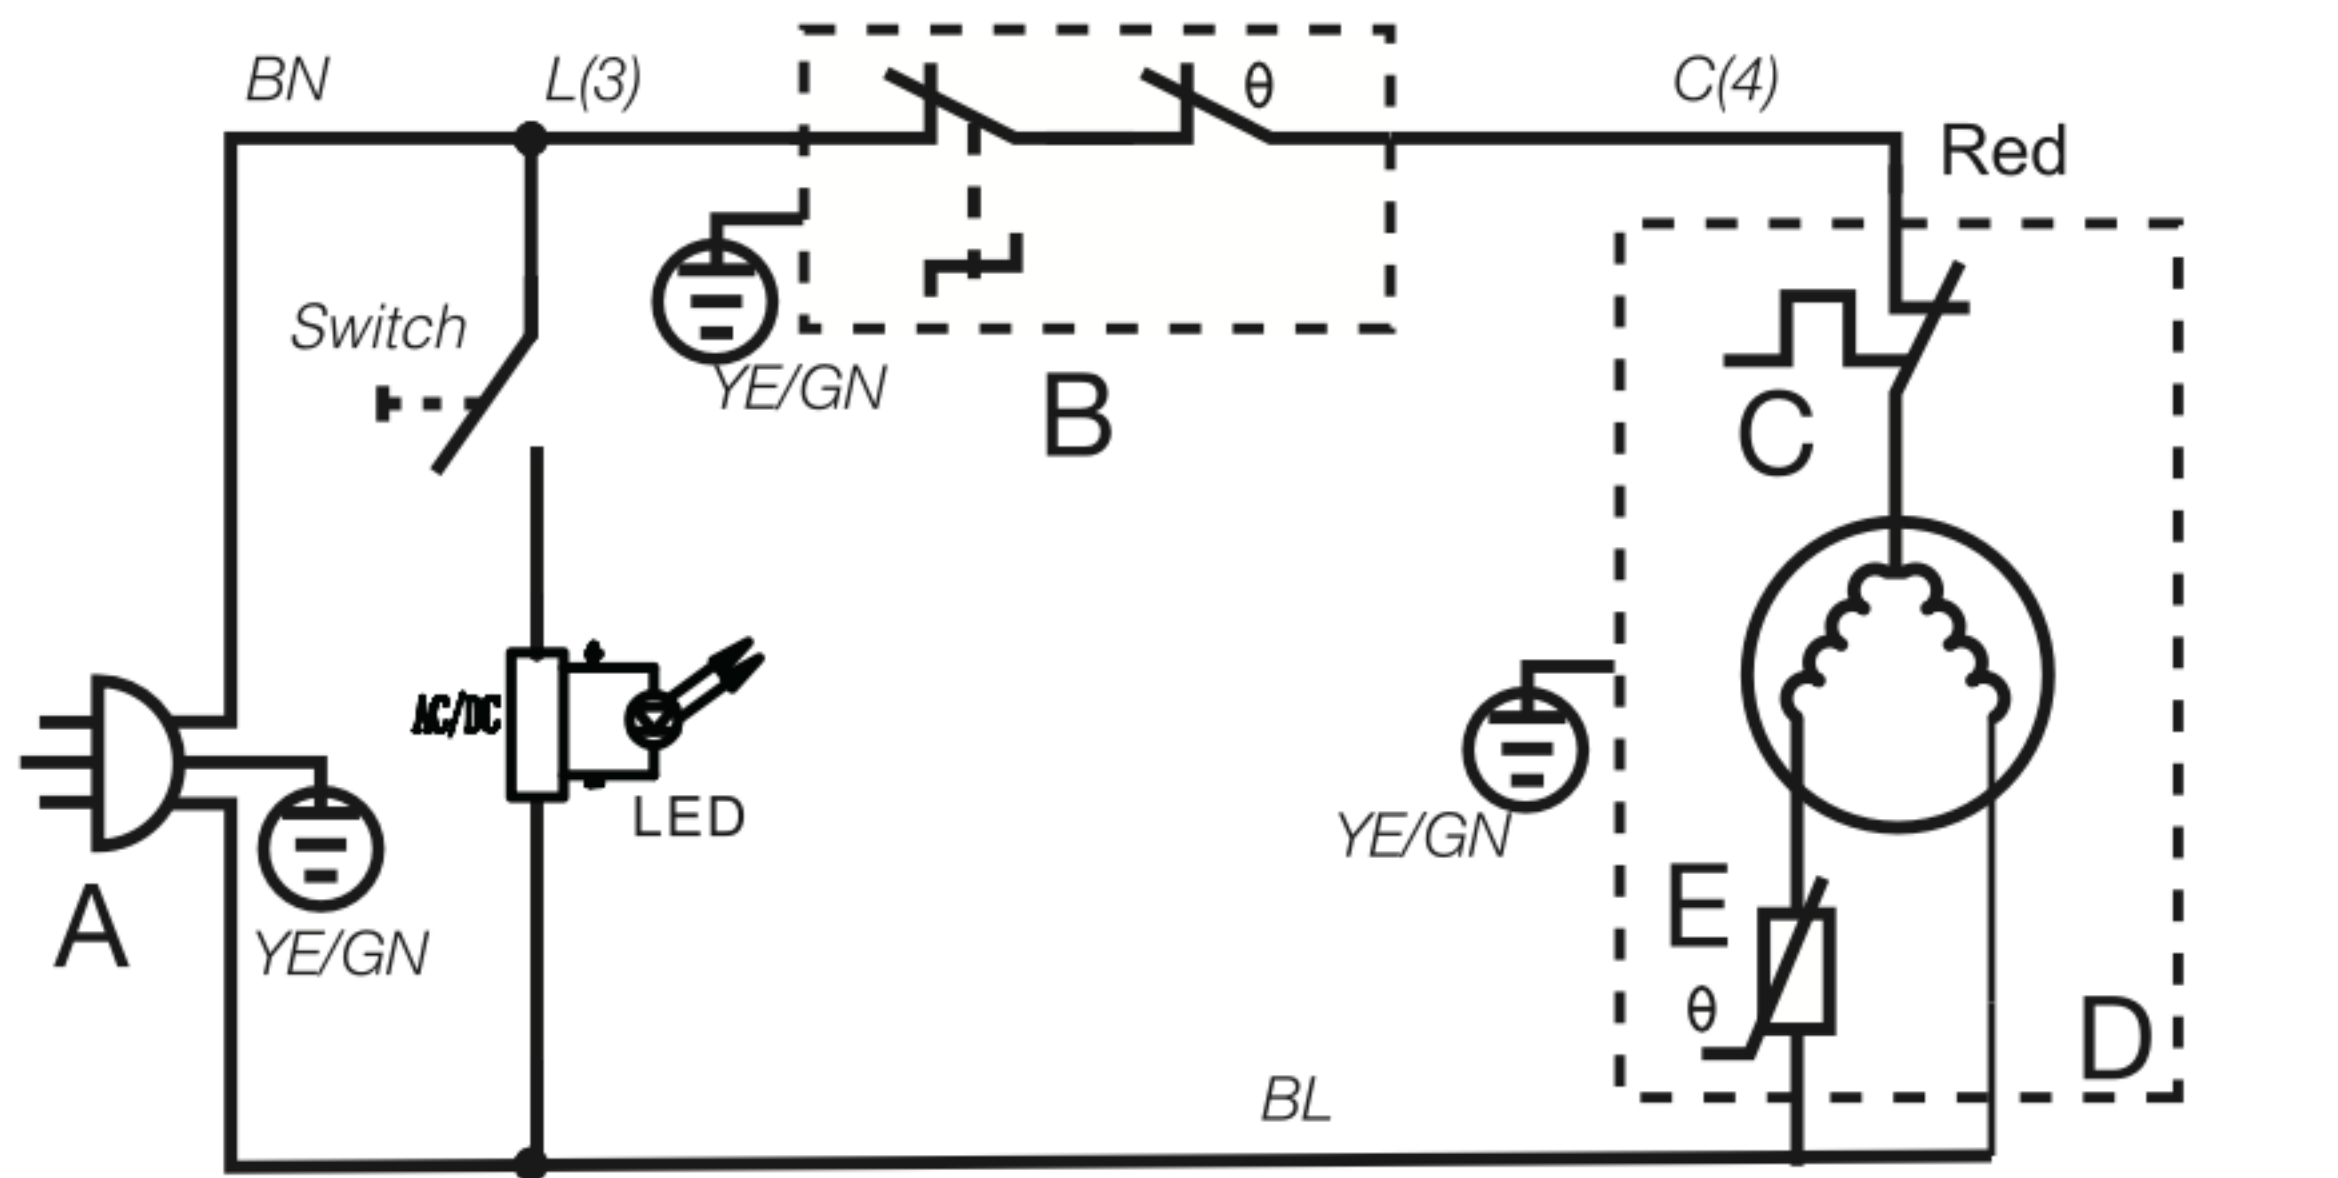 BN
L(3)
θ
C(4)
Red
Switch
YE/GN
B
C
AC/DC
LED
A
YE/GN
YE/GN
E
θ
D
BL